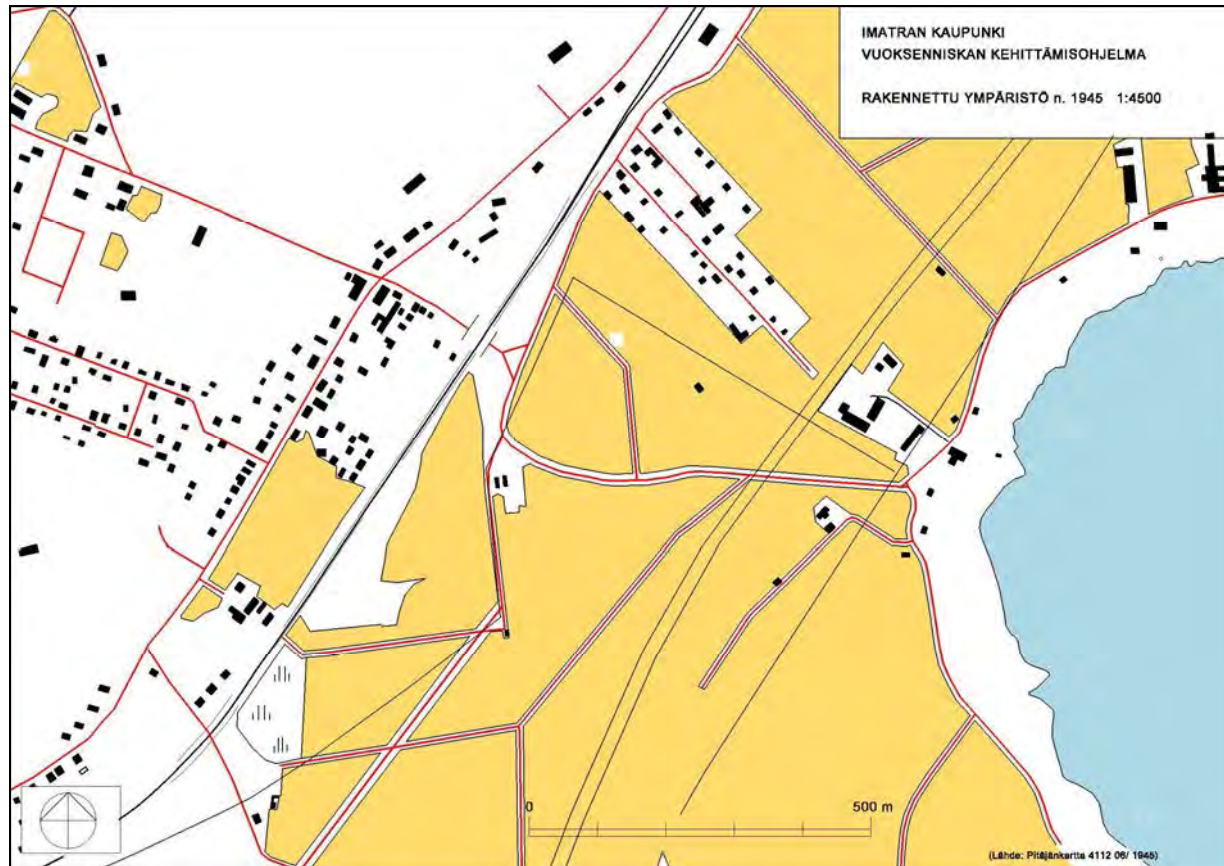 IMATRAN KAUPUNKI
VUOKSENNISKAN KEHITTÄMISOHJELMA
RAKENNETTU YMPÄRISTÖ n. 1945 1:4500
0 500 m
(Lähde: Pitäjänkartta 4112 06/ 1945)